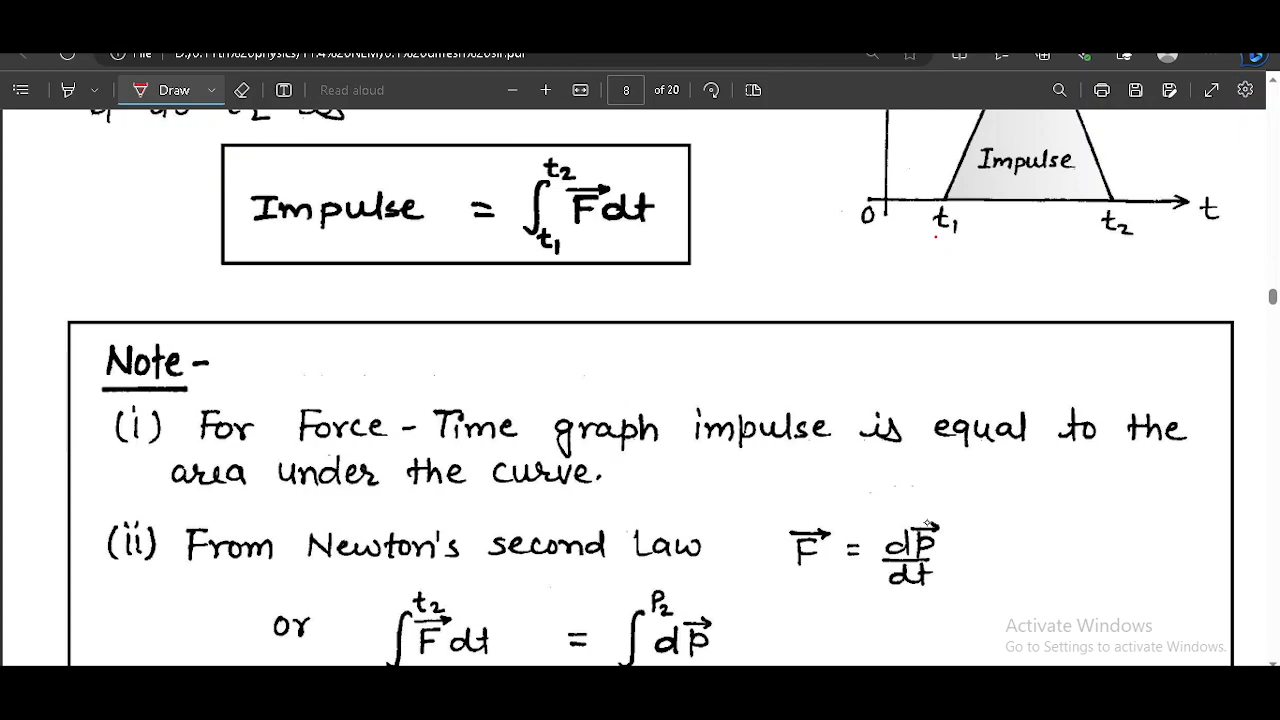 File
Draw
Read aloud
8 of 20
Impulse = ∫ t₁ t₂ F⃗ dt
Impulse
0 t₁ t₂ t
Note -
(i) For Force - Time graph impulse is equal to the
area under the curve.
(ii) From Newton's second Law F⃗ = dp⃗/dt
or ∫ t₂ F⃗ dt = ∫ P₂ dp⃗
Activate Windows
Go to Settings to activate Windows.